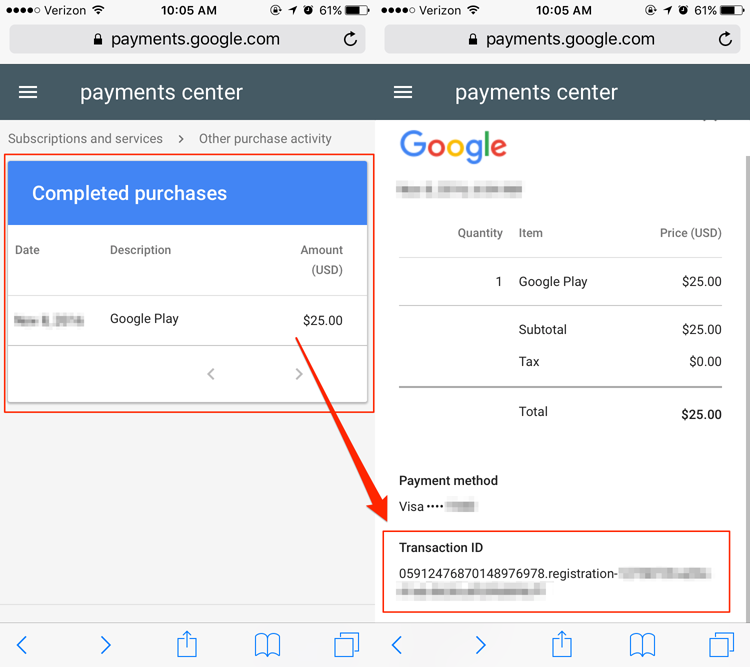 Verizon 10:05 AM 61%
payments.google.com
payments center
Subscriptions and services > Other purchase activity
Completed purchases
Date Description Amount
(USD)
Google Play $25.00
Verizon 10:05 AM 61%
payments.google.com
payments center
Google
Quantity Item Price (USD)
1 Google Play $25.00
Subtotal $25.00
Tax $0.00
Total $25.00
Payment method
Visa ••••
Transaction ID
05912476870148976978.registration-